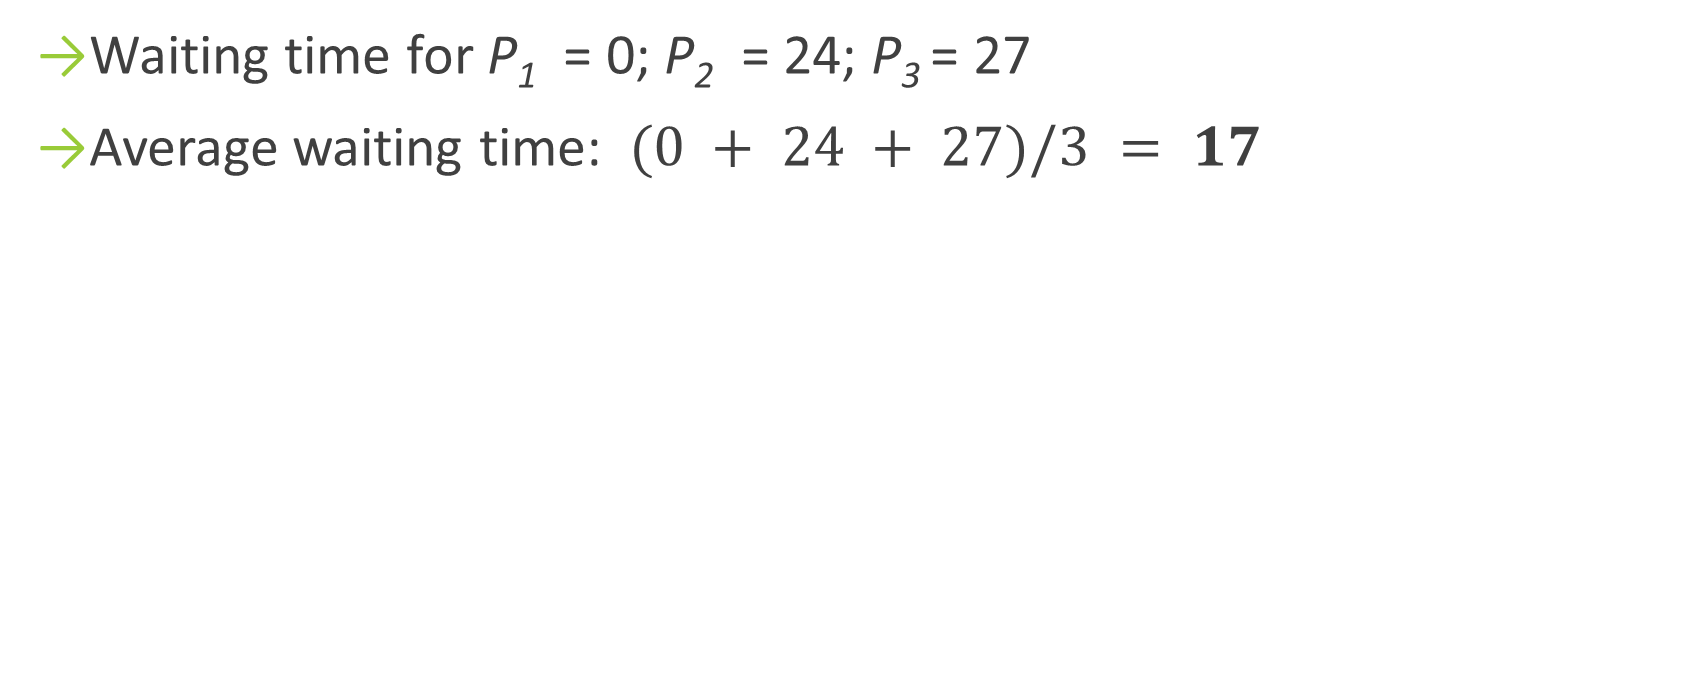 →Waiting time for P₁ = 0; P₂ = 24; P₃ = 27
→Average waiting time: (0 + 24 + 27)/3 = 17